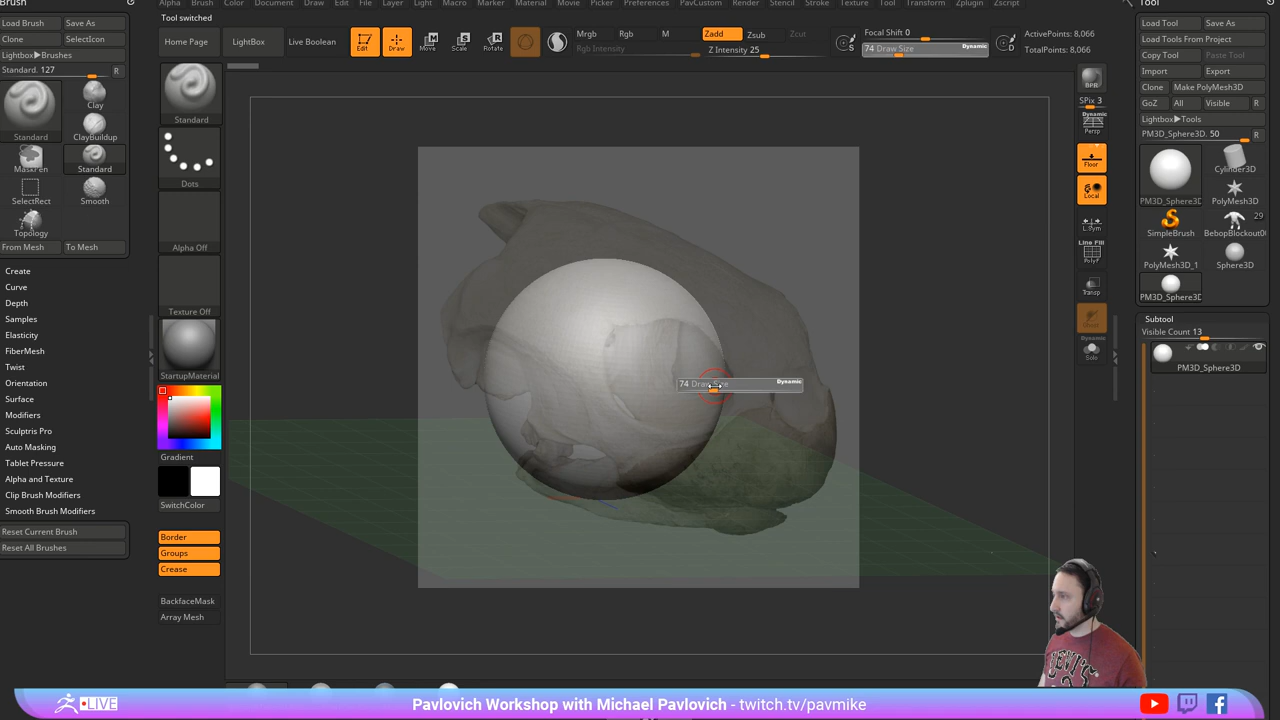 Alpha Brush Color Document Draw Edit File Layer Light Macro Marker Material Movie Picker PavCustom Preferences Render Stencil Stroke Texture Tool Transform Zplugin Zscript
Brush
Tool switched
Load Brush Save As
Clone SelectIcon
Lightbox▶Brushes
Standard. 127 R
Standard
Clay
ClayBuildup
MaskPen
Standard
SelectRect
Smooth
Topology
From Mesh To Mesh
Create
Curve
Depth
Samples
Elasticity
FiberMesh
Twist
Orientation
Surface
Modifiers
Sculptris Pro
Auto Masking
Tablet Pressure
Alpha and Texture
Clip Brush Modifiers
Smooth Brush Modifiers
Reset Current Brush
Reset All Brushes
Home Page LightBox Live Boolean Edit Draw Move Scale Rotate
Mrgb Rgb M
Rgb Intensity
Zadd Zsub Zcut
Z Intensity 25
S
Focal Shift 0
74 Draw Size Dynamic
D
ActivePoints: 8,066
TotalPoints: 8,066
Standard
Dots
Alpha Off
Texture Off
StartupMaterial
Gradient
SwitchColor
Border
Groups
Crease
BackfaceMask
Array Mesh
74 Draw Size Dynamic
BPR
SPix 3
Dynamic
Persp
Floor
Local
L.Sym
Line Fill
PolyF
Transp
Ghost
Dynamic
Solo
Tool
Load Tool Save As
Load Tools From Project
Copy Tool Paste Tool
Import Export
Clone Make PolyMesh3D
GoZ All Visible R
Lightbox▶Tools
PM3D_Sphere3D. 50 R
PM3D_Sphere3D
Cylinder3D
PolyMesh3D
29
SimpleBrush
BebopBlockout00
PolyMesh3D_1
Sphere3D
PM3D_Sphere3D
Subtool
Visible Count 13
PM3D_Sphere3D
LIVE
Pavlovich Workshop with Michael Pavlovich - twitch.tv/pavmike